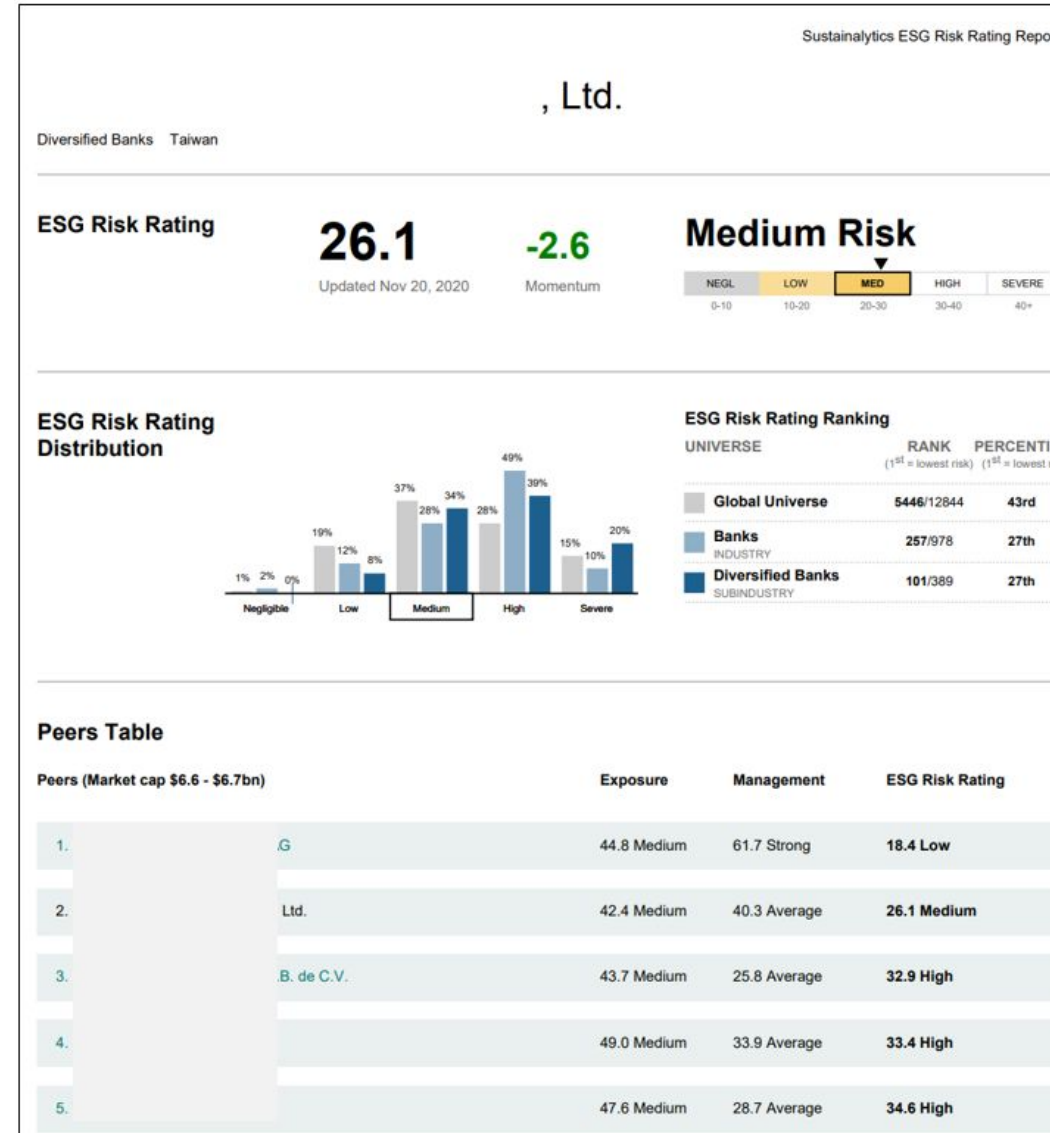 Sustainalytics ESG Risk Rating Repo
, Ltd.
Diversified Banks Taiwan
ESG Risk Rating
26.1
Updated Nov 20, 2020
-2.6
Momentum
Medium Risk
NEGL LOW MED HIGH SEVERE
0-10 10-20 20-30 30-40 40+
ESG Risk Rating
Distribution
1% 2% 0%
19% 12% 8%
37% 28% 34%
28% 49% 39%
15% 10% 20%
Negligible Low Medium High Severe
ESG Risk Rating Ranking
UNIVERSE RANK PERCENTI
(1st = lowest risk) (1st = lowest
Global Universe 5446/12844 43rd
Banks 257/978 27th
INDUSTRY
Diversified Banks 101/389 27th
SUBINDUSTRY
Peers Table
Peers (Market cap $6.6 - $6.7bn) Exposure Management ESG Risk Rating
1. G 44.8 Medium 61.7 Strong 18.4 Low
2. Ltd. 42.4 Medium 40.3 Average 26.1 Medium
3. .B. de C.V. 43.7 Medium 25.8 Average 32.9 High
4. 49.0 Medium 33.9 Average 33.4 High
5. 47.6 Medium 28.7 Average 34.6 High